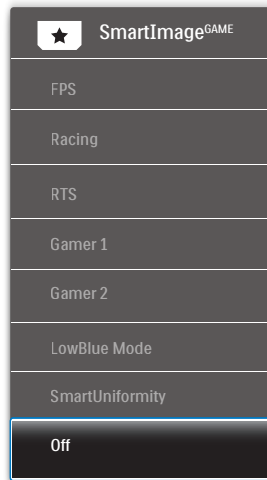 SmartImageGAME
FPS
Racing
RTS
Gamer 1
Gamer 2
LowBlue Mode
SmartUniformity
Off